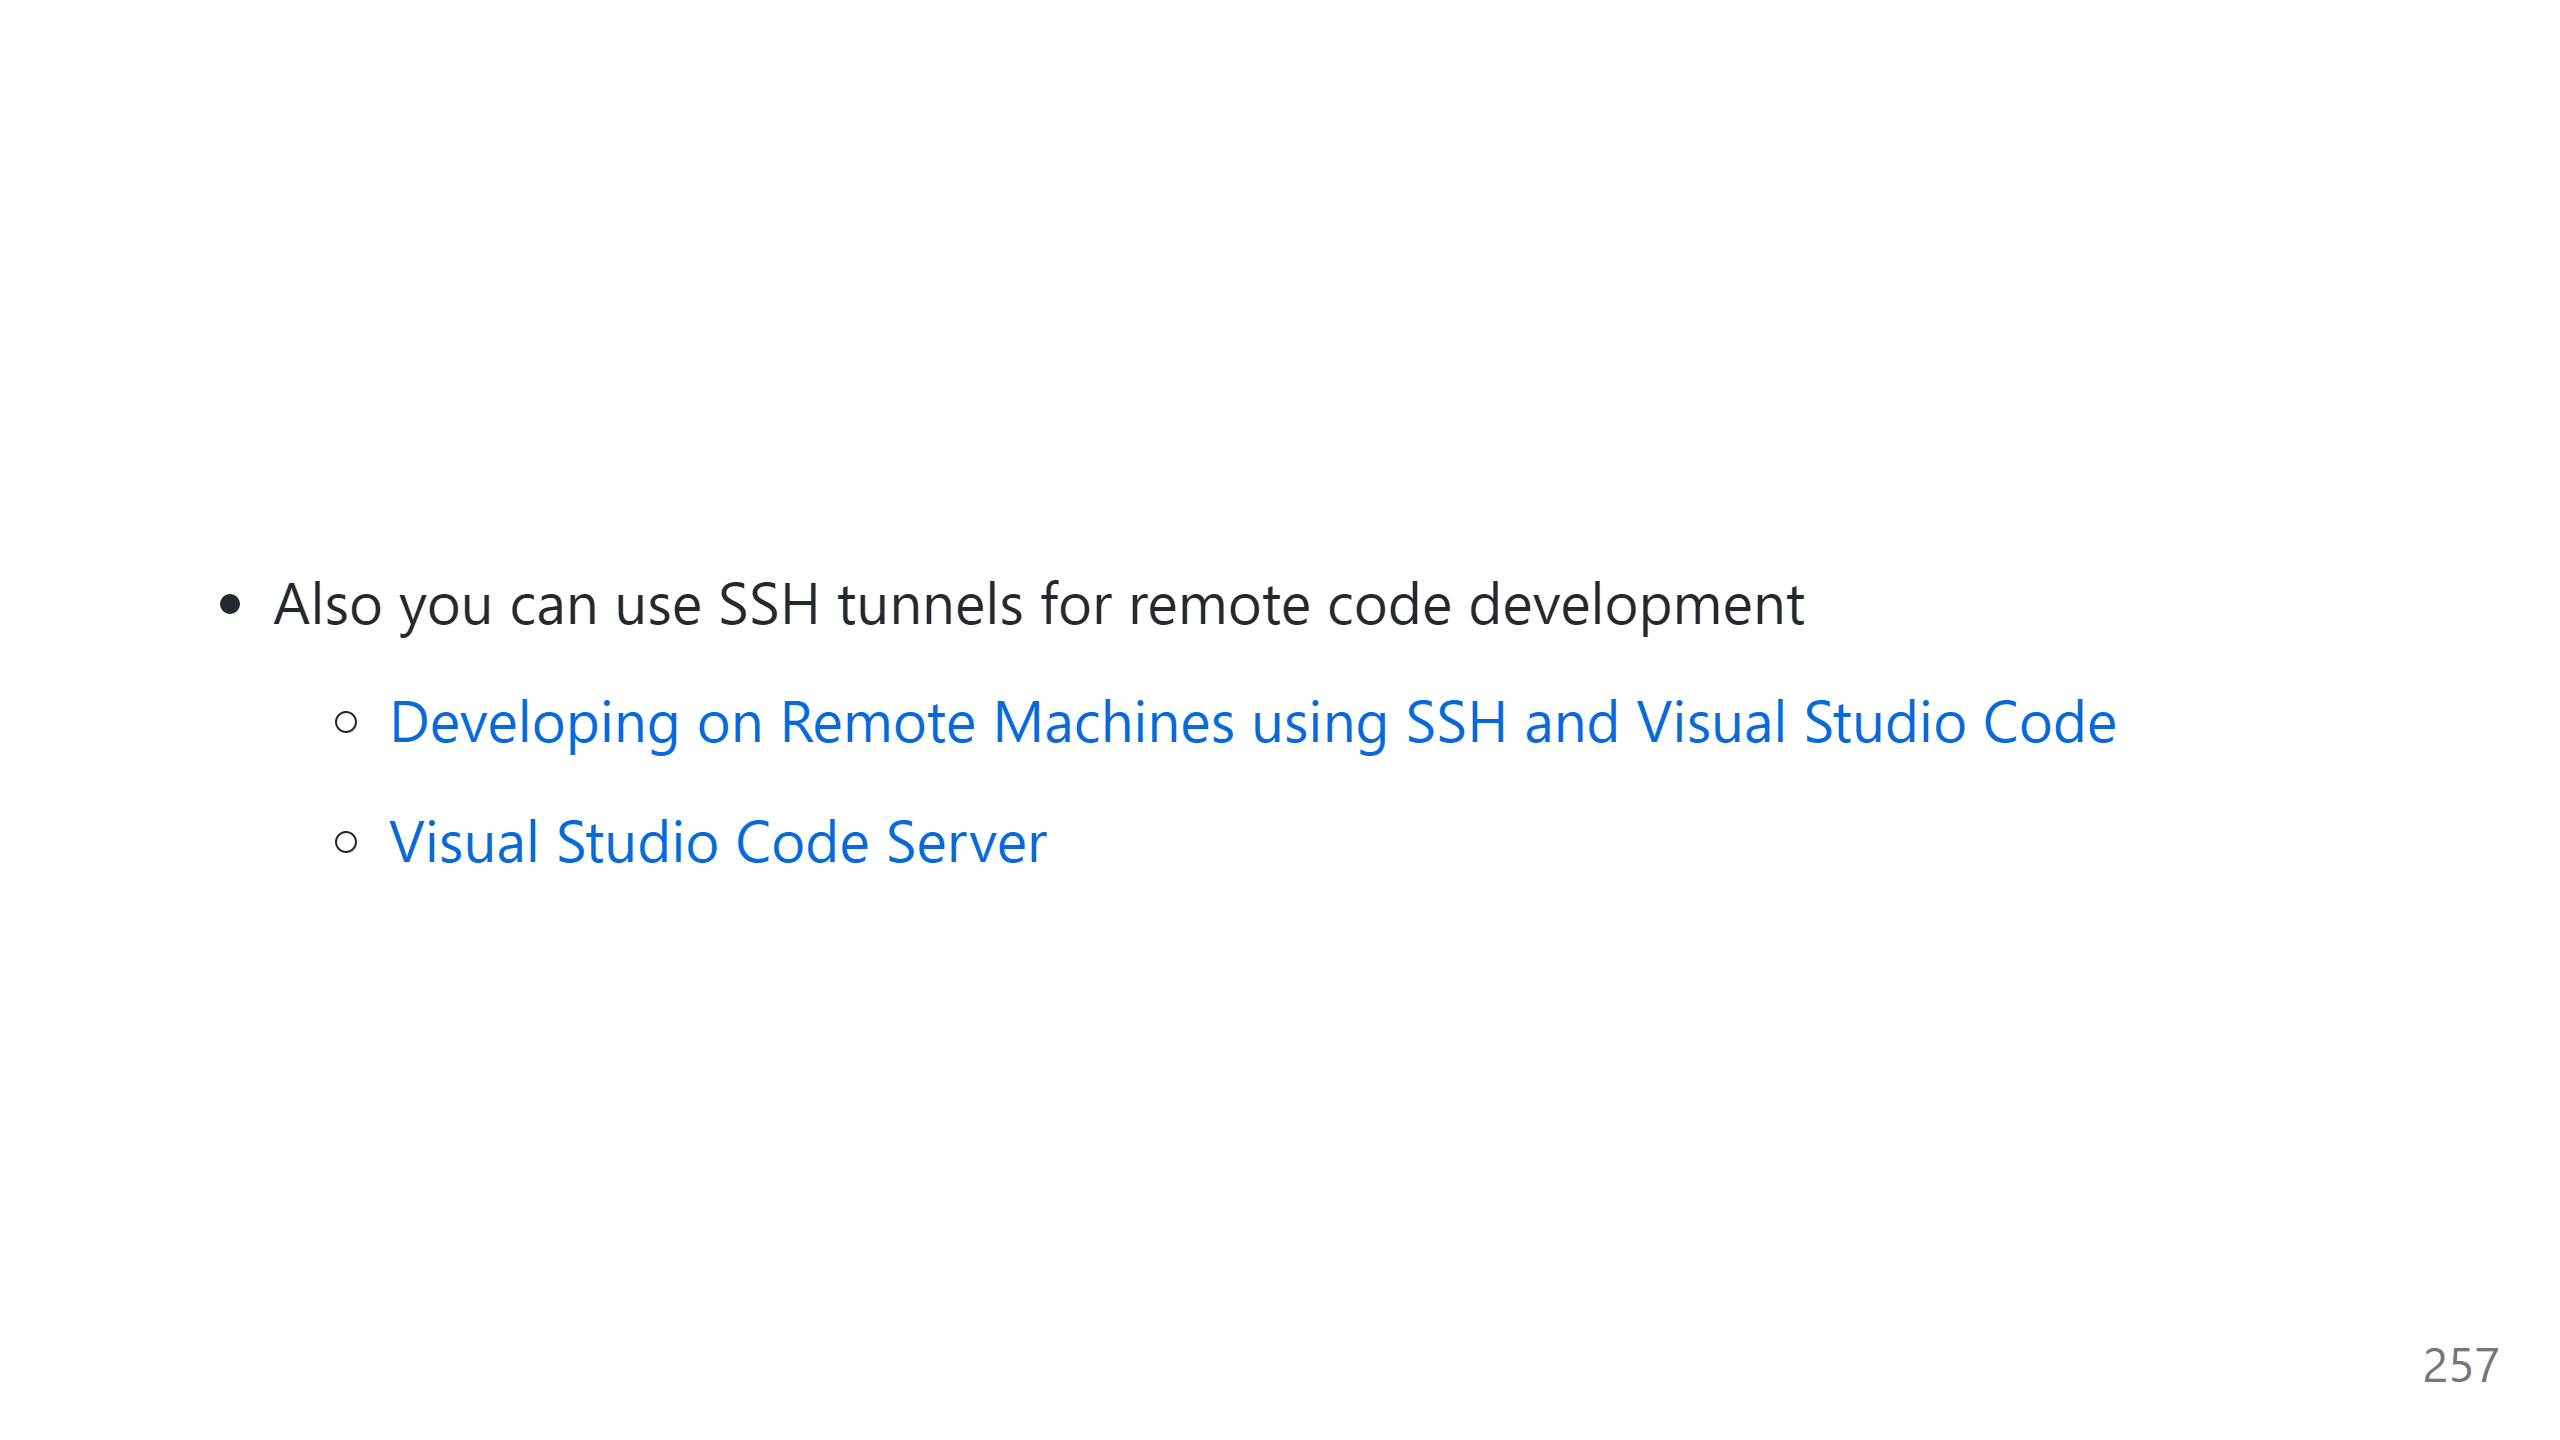 • Also you can use SSH tunnels for remote code development
○ Developing on Remote Machines using SSH and Visual Studio Code
○ Visual Studio Code Server
257